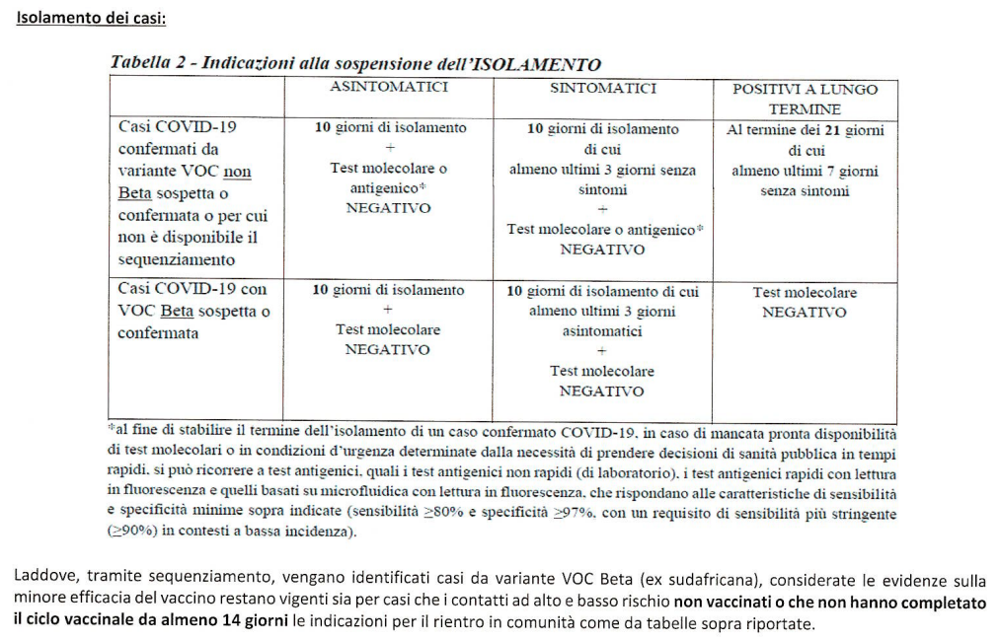 Isolamento dei casi:
Tabella 2 - Indicazioni alla sospensione dell'ISOLAMENTO
ASINTOMATICI
SINTOMATICI
POSITIVI A LUNGO
TERMINE
Casi COVID-19
confermati da
variante VOC non
Beta sospetta o
confermata o per cui
non è disponibile il
sequenziamento
10 giorni di isolamento
+
Test molecolare o
antigenico*
NEGATIVO
10 giorni di isolamento
di cui
almeno ultimi 3 giorni senza
sintomi
+
Test molecolare o antigenico*
NEGATIVO
Al termine dei 21 giorni
di cui
almeno ultimi 7 giorni
senza sintomi
Casi COVID-19 con
VOC Beta sospetta o
confermata
10 giorni di isolamento
+
Test molecolare
NEGATIVO
10 giorni di isolamento di cui
almeno ultimi 3 giorni
asintomatici
+
Test molecolare
NEGATIVO
Test molecolare
NEGATIVO
*al fine di stabilire il termine dell'isolamento di un caso confermato COVID-19, in caso di mancata pronta disponibilità
di test molecolari o in condizioni d'urgenza determinate dalla necessità di prendere decisioni di sanità pubblica in tempi
rapidi, si può ricorrere a test antigenici, quali i test antigenici non rapidi (di laboratorio), i test antigenici rapidi con lettura
in fluorescenza e quelli basati su microfluidica con lettura in fluorescenza, che rispondano alle caratteristiche di sensibilità
e specificità minime sopra indicate (sensibilità ≥80% e specificità ≥97%, con un requisito di sensibilità più stringente
(≥90%) in contesti a bassa incidenza).
Laddove, tramite sequenziamento, vengano identificati casi da variante VOC Beta (ex sudafricana), considerate le evidenze sulla
minore efficacia del vaccino restano vigenti sia per casi che i contatti ad alto e basso rischio non vaccinati o che non hanno completato
il ciclo vaccinale da almeno 14 giorni le indicazioni per il rientro in comunità come da tabelle sopra riportate.